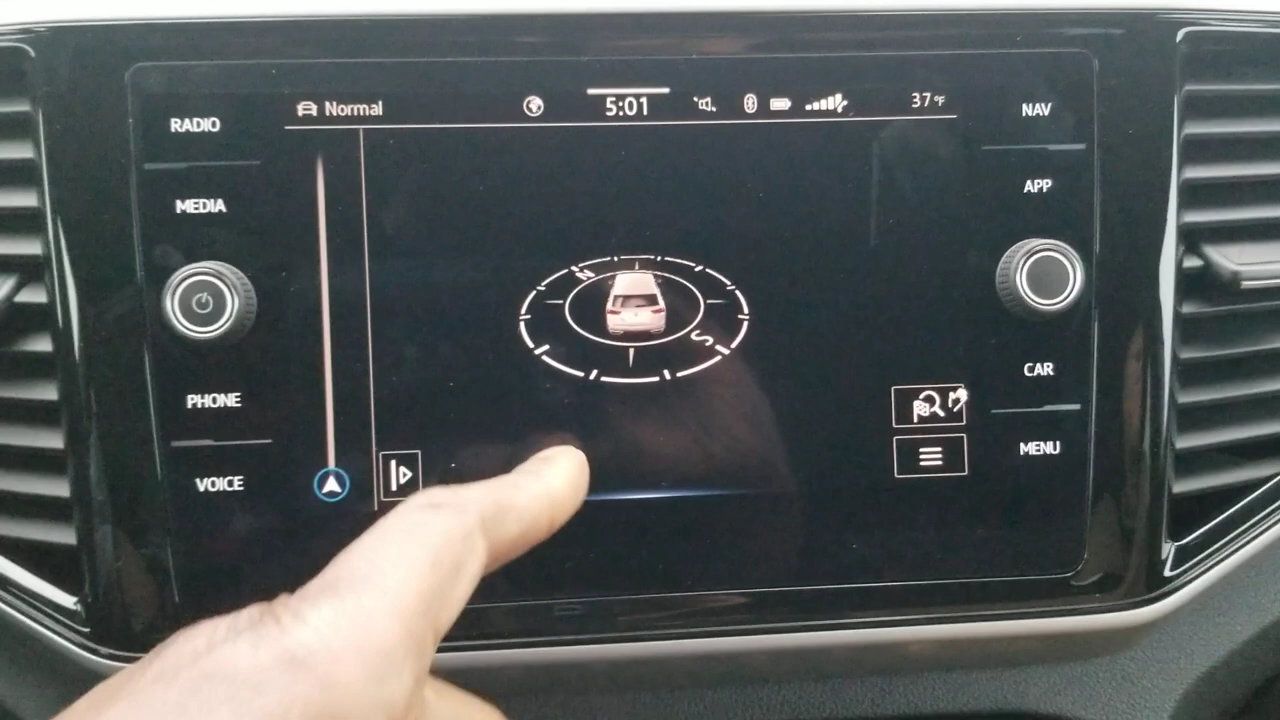 Normal
5:01
37°F
RADIO
MEDIA
PHONE
VOICE
N
S
NAV
APP
CAR
MENU